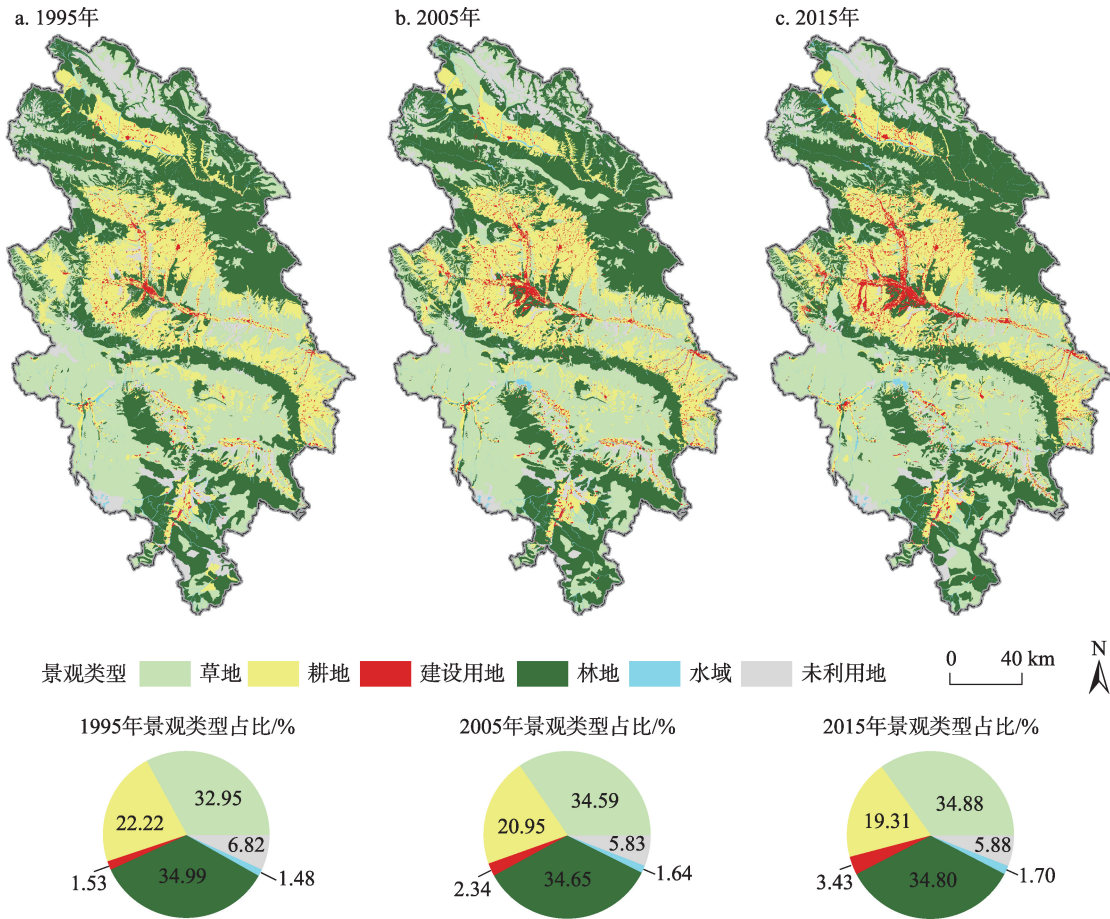 a. 1995年
b. 2005年
c. 2015年
景观类型 草地 耕地 建设用地 林地 水域 未利用地
0 40 km
N
1995年景观类型占比/%
32.95
22.22
6.82
1.53
34.99
1.48
2005年景观类型占比/%
34.59
20.95
5.83
2.34
34.65
1.64
2015年景观类型占比/%
34.88
19.31
5.88
3.43
34.80
1.70